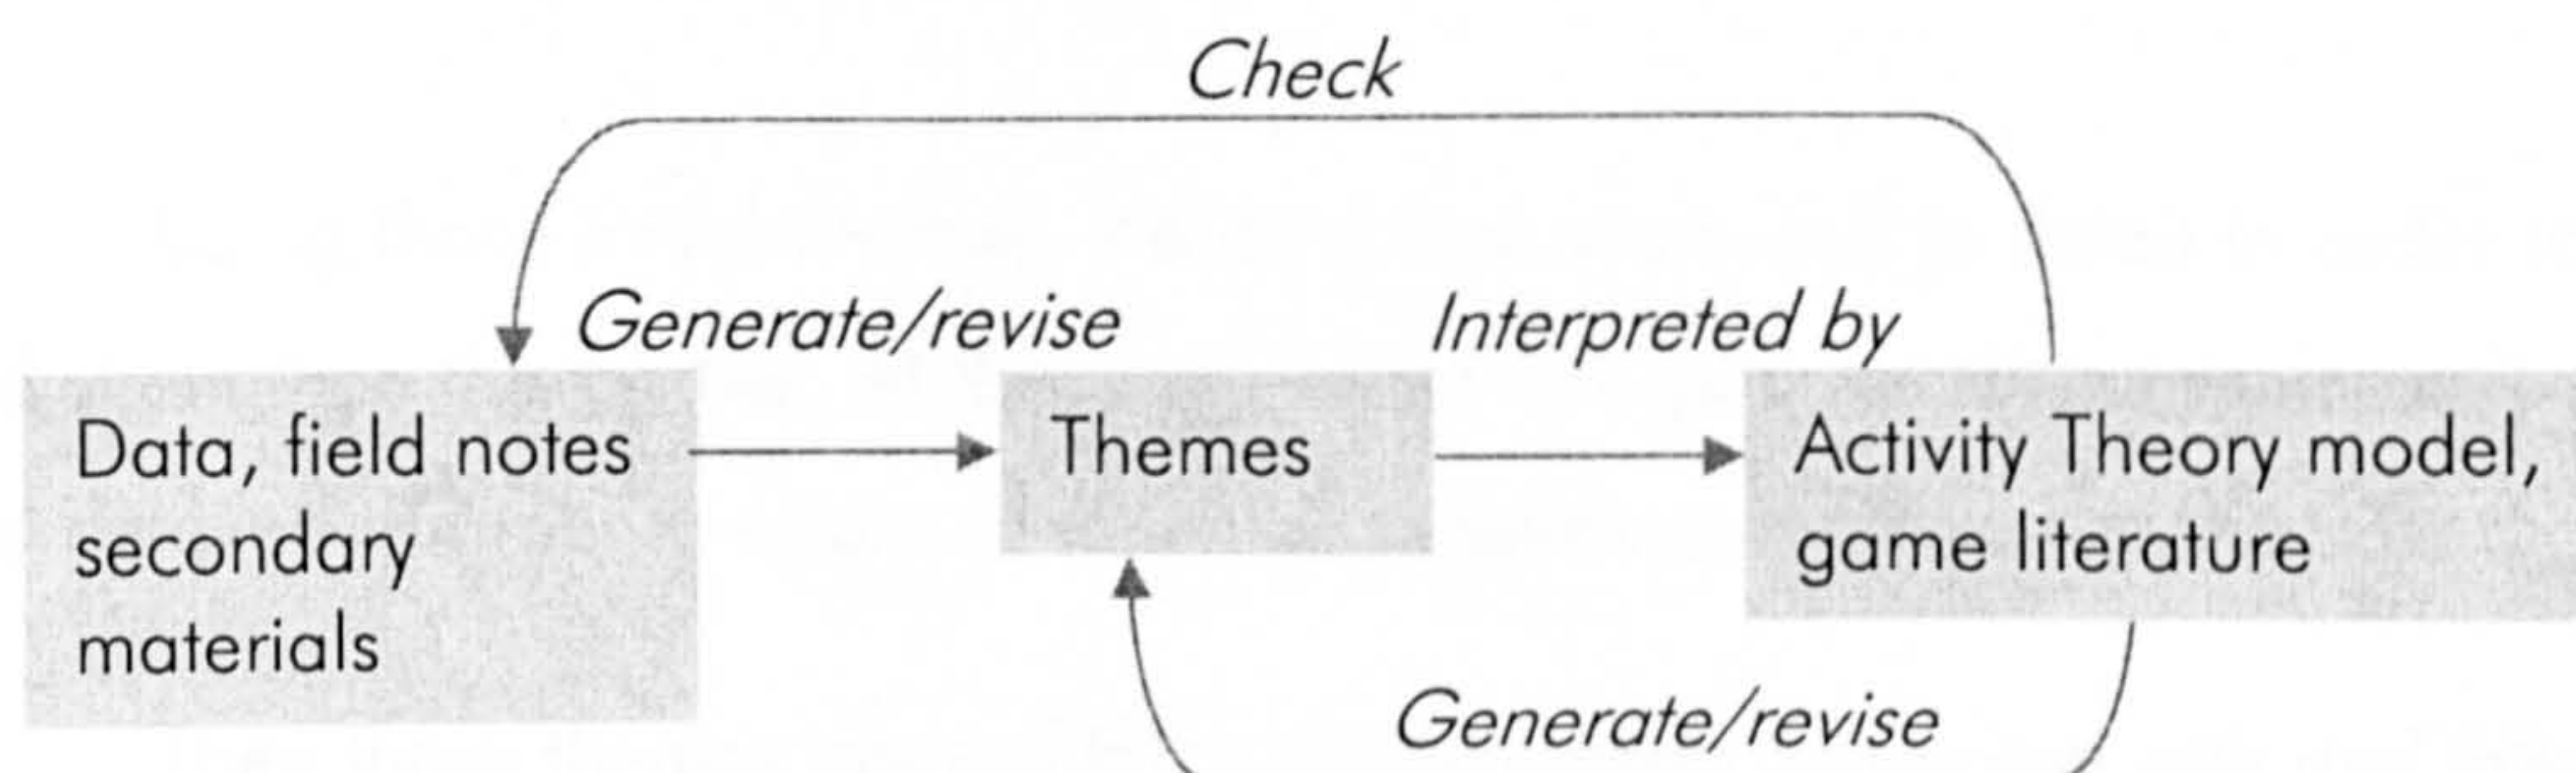 Check
Generate/revise
Interpreted by
Data, field notes
secondary
materials
Themes
Activity Theory model,
game literature
Generate/revise